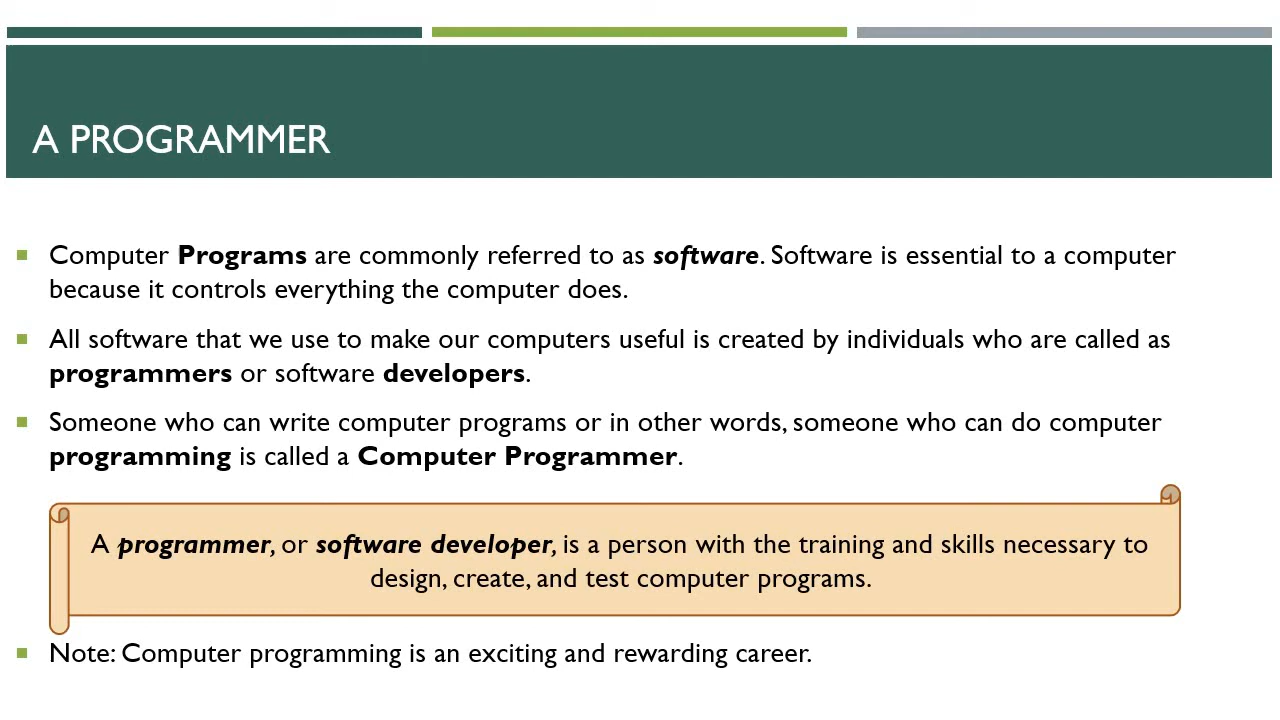 A PROGRAMMER
Computer Programs are commonly referred to as software. Software is essential to a computer
because it controls everything the computer does.
All software that we use to make our computers useful is created by individuals who are called as
programmers or software developers.
Someone who can write computer programs or in other words, someone who can do computer
programming is called a Computer Programmer.
A programmer, or software developer, is a person with the training and skills necessary to
design, create, and test computer programs.
Note: Computer programming is an exciting and rewarding career.